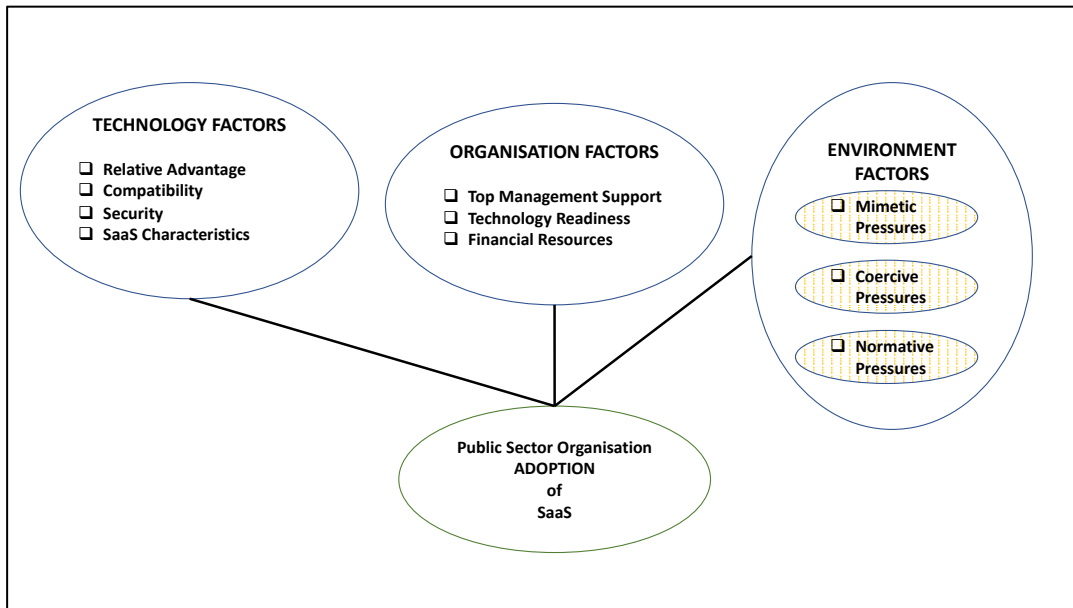 TECHNOLOGY FACTORS
❑ Relative Advantage
❑ Compatibility
❑ Security
❑ SaaS Characteristics
ORGANISATION FACTORS
❑ Top Management Support
❑ Technology Readiness
❑ Financial Resources
ENVIRONMENT
FACTORS
❑ Mimetic
Pressures
❑ Coercive
Pressures
❑ Normative
Pressures
Public Sector Organisation
ADOPTION
of
SaaS